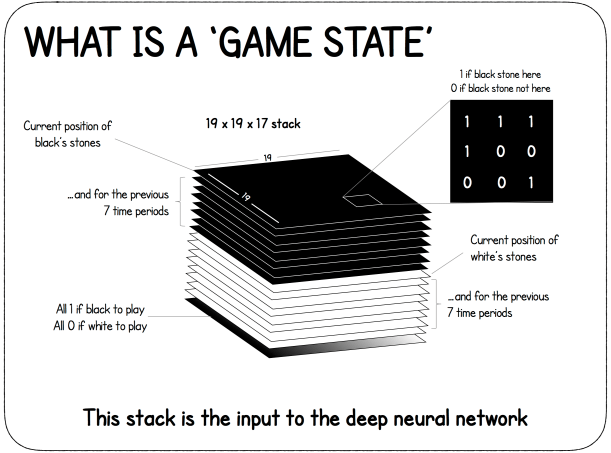 WHAT IS A ‘GAME STATE’
1 if black stone here
0 if black stone not here
19 x 19 x 17 stack
Current position of
black's stones
19
19
1 1 1
1 0 0
0 0 1
...and for the previous
7 time periods
Current position of
white's stones
...and for the previous
7 time periods
All 1 if black to play
All 0 if white to play
This stack is the input to the deep neural network